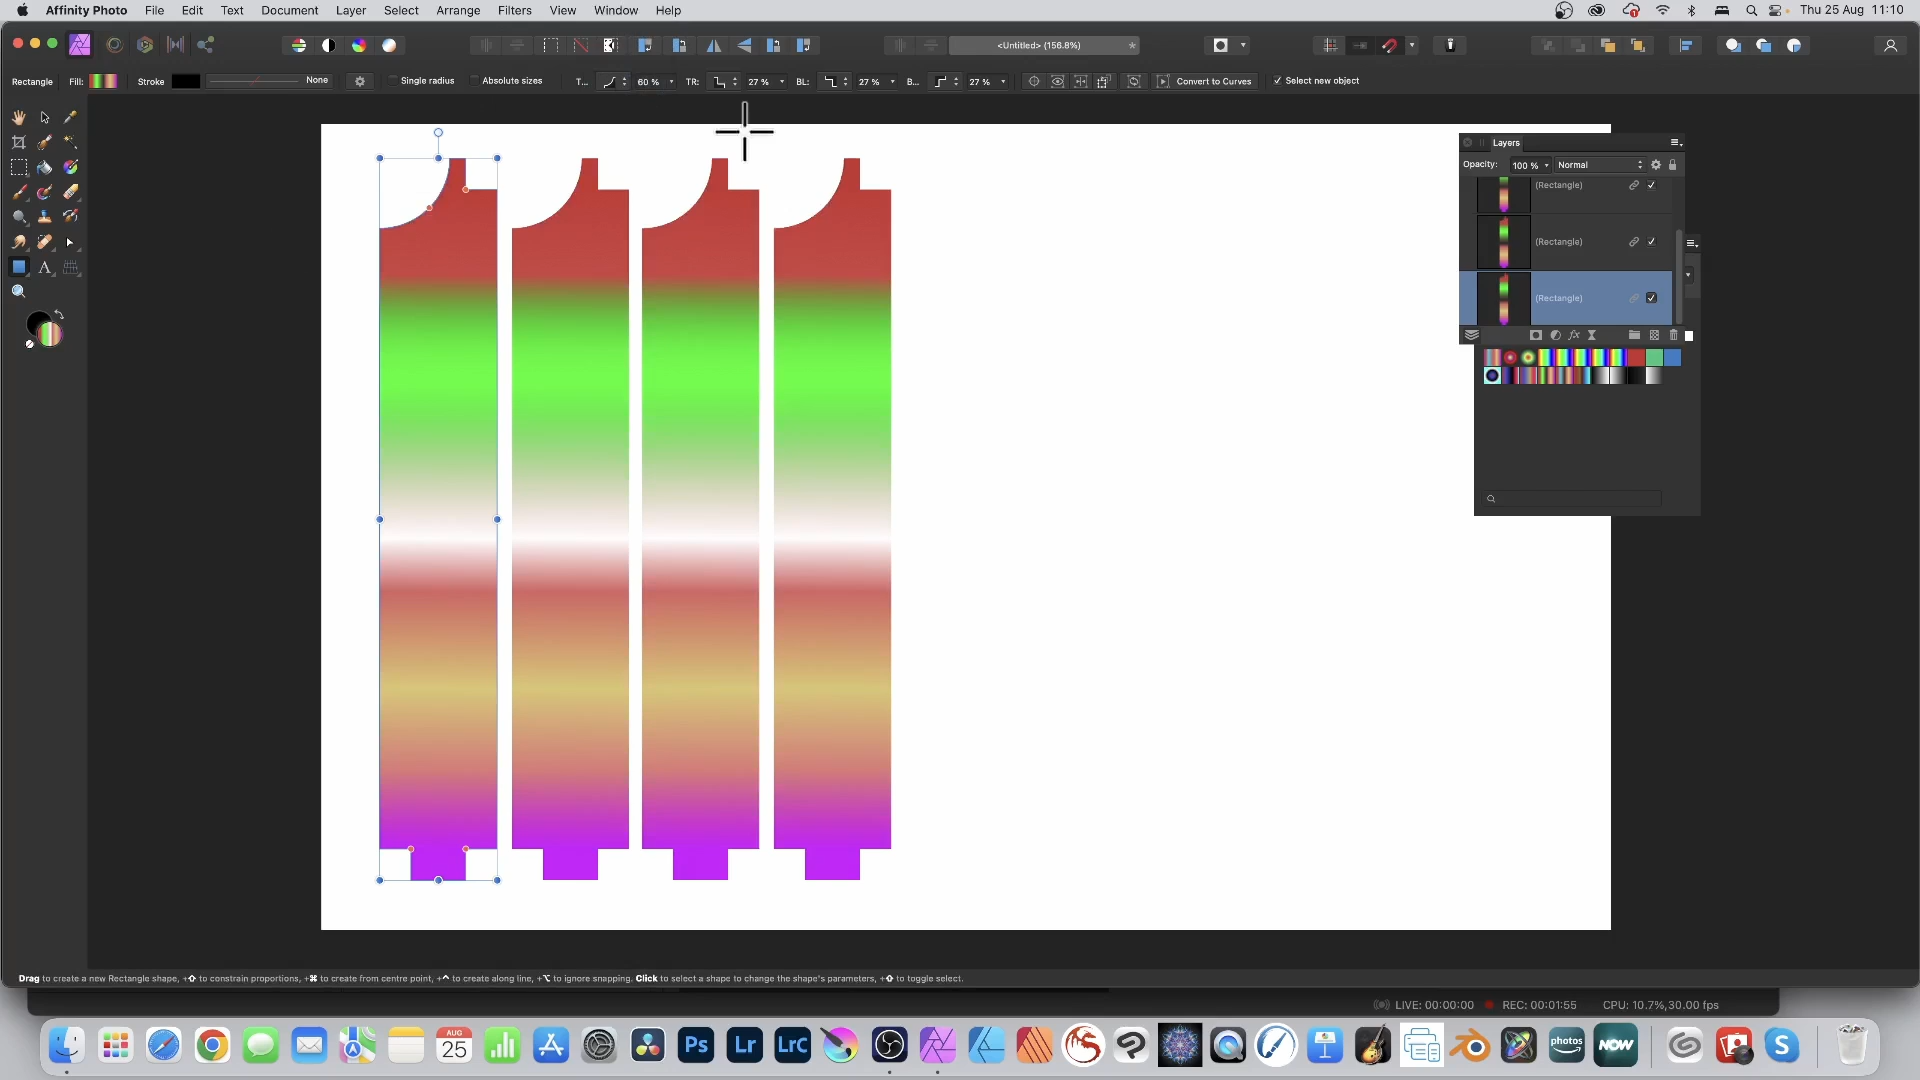 Affinity Photo File Edit Text Document Layer Select Arrange Filters View Window Help Thu 25 Aug 11:10
<Untitled> (156.8%)
Rectangle Fill: Stroke None Single radius Absolute sizes T... 60 % TR: 27 % BL: 27 % B... 27 % Convert to Curves Select new object
Layers
Opacity: 100 % Normal
(Rectangle)
(Rectangle)
(Rectangle)
fx
A
Drag to create a new Rectangle shape, +⇧ to constrain proportions, +⌘ to create from centre point, +^ to create along line, +⌥ to ignore snapping. Click to select a shape to change the shape's parameters, +⇧ to toggle select.
LIVE: 00:00:00 REC: 00:01:55 CPU: 10.7%,30.00 fps
AUG
25
Ps
Lr
LrC
photos
NOW
S